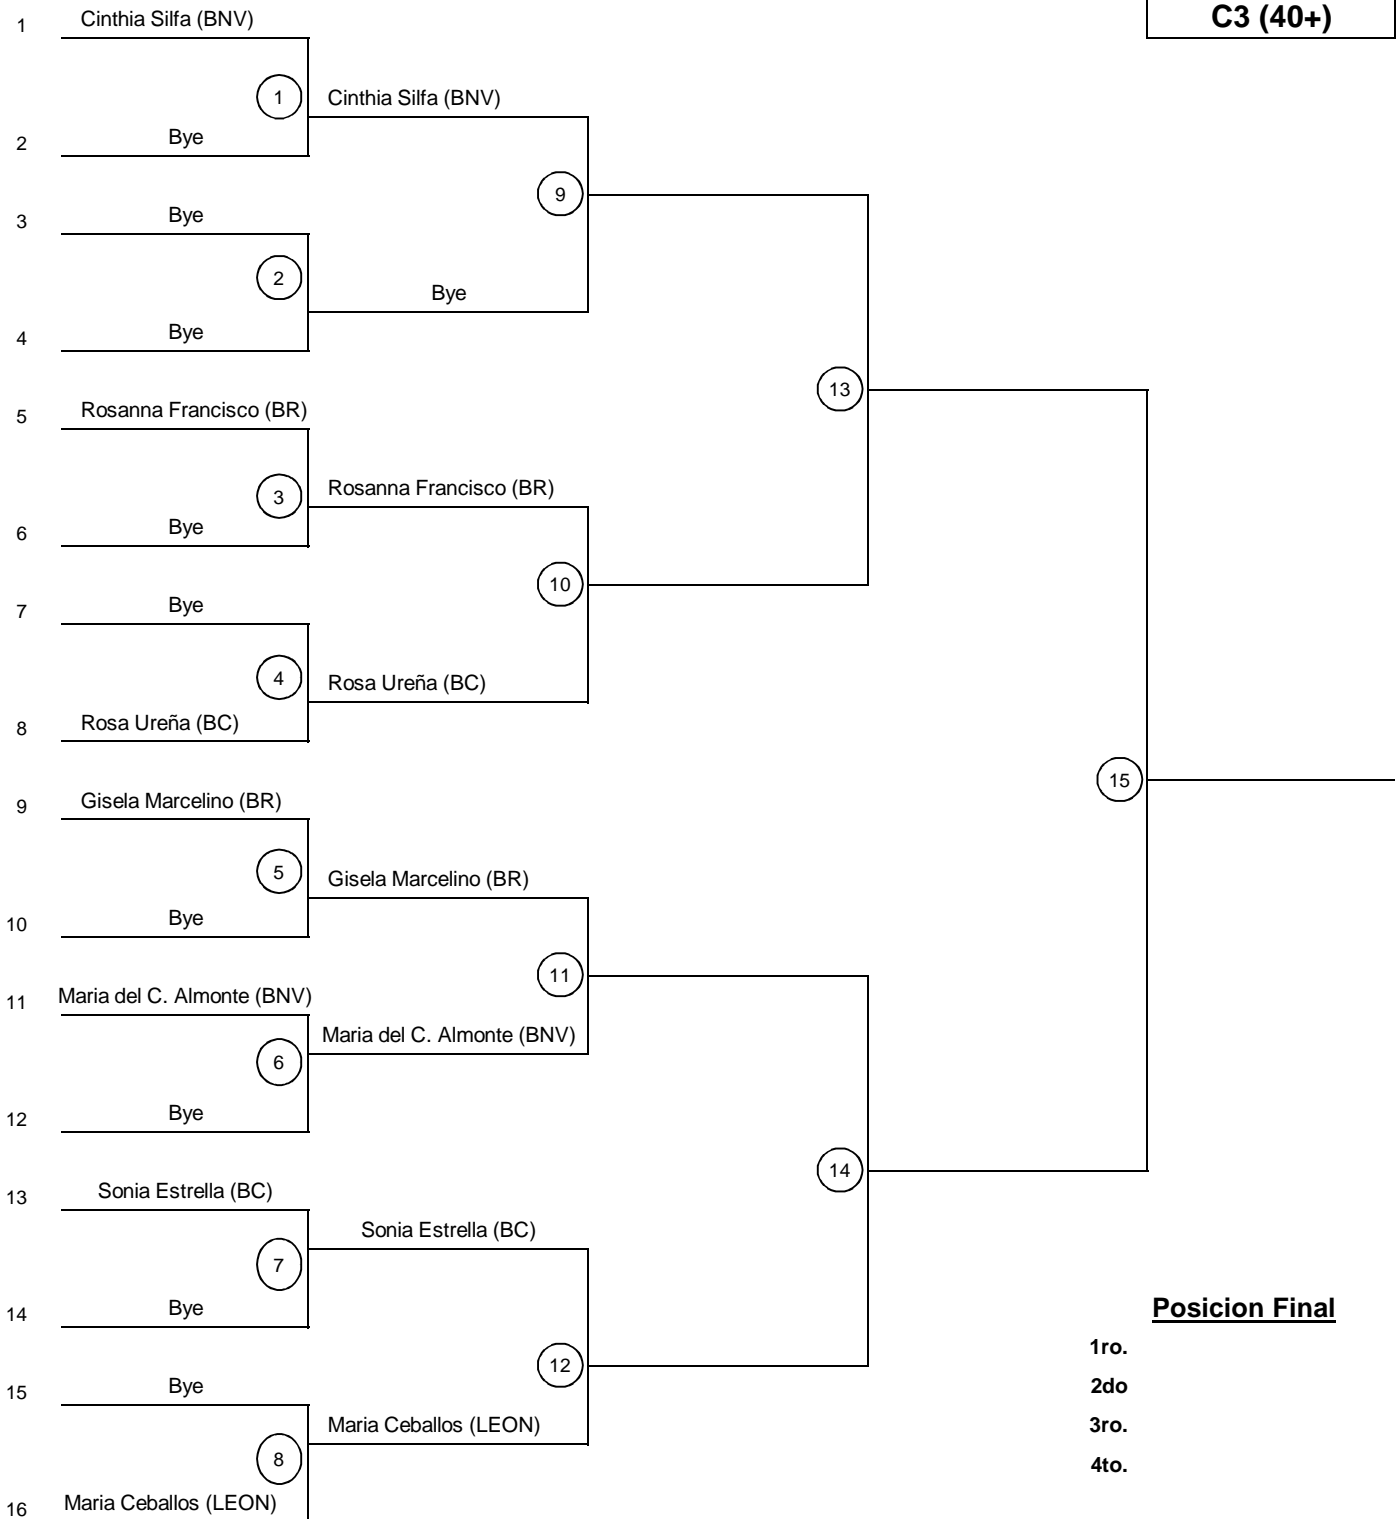 C3 (40+)
1 Cinthia Silfa (BNV)
1 Cinthia Silfa (BNV)
2 Bye
9
3 Bye
2 Bye
4 Bye
13
5 Rosanna Francisco (BR)
3 Rosanna Francisco (BR)
6 Bye
10
7 Bye
4 Rosa Ureña (BC)
8 Rosa Ureña (BC)
15
9 Gisela Marcelino (BR)
5 Gisela Marcelino (BR)
10 Bye
11
11 Maria del C. Almonte (BNV)
6 Maria del C. Almonte (BNV)
12 Bye
14
13 Sonia Estrella (BC)
7 Sonia Estrella (BC)
14 Bye
12
15 Bye
8 Maria Ceballos (LEON)
16 Maria Ceballos (LEON)
Posicion Final
1ro.
2do
3ro.
4to.